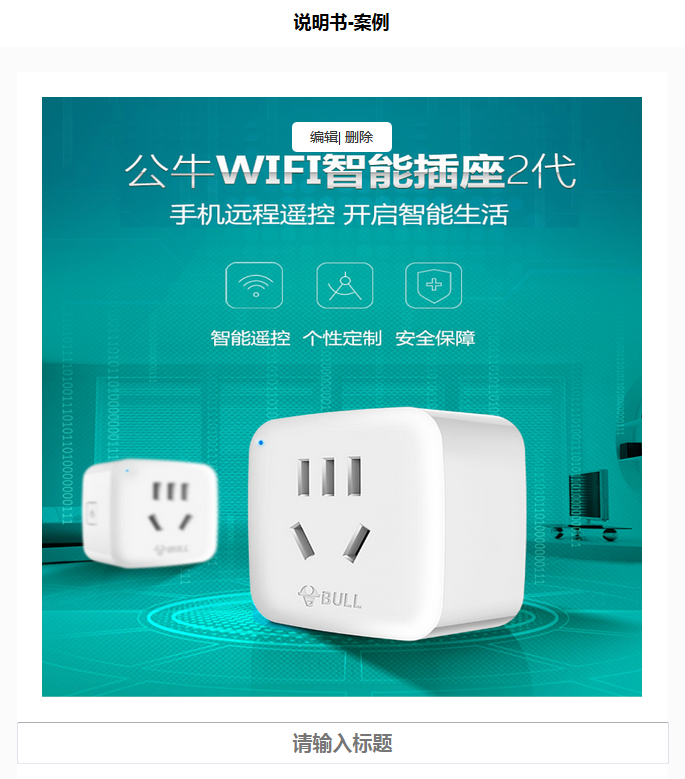 说明书-案例
编辑| 删除
公牛WIFI智能插座2代
手机远程遥控 开启智能生活
智能遥控 个性定制 安全保障
BULL
BULL
请输入标题